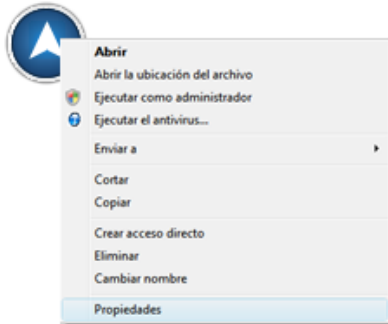 Abrir
Abrir la ubicación del archivo
Ejecutar como administrador
Ejecutar el antivirus...
Enviar a
Cortar
Copiar
Crear acceso directo
Eliminar
Cambiar nombre
Propiedades